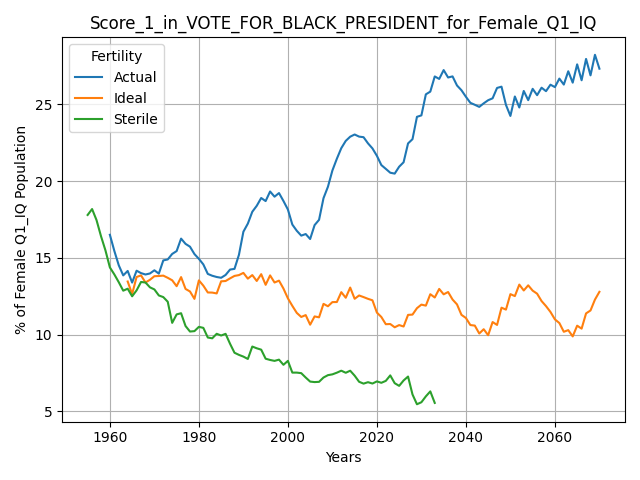 Score_1_in_VOTE_FOR_BLACK_PRESIDENT_for_Female_Q1_IQ
Fertility
Actual
Ideal
Sterile
% of Female Q1_IQ Population
25
20
15
10
5
1960 1980 2000 2020 2040 2060
Years